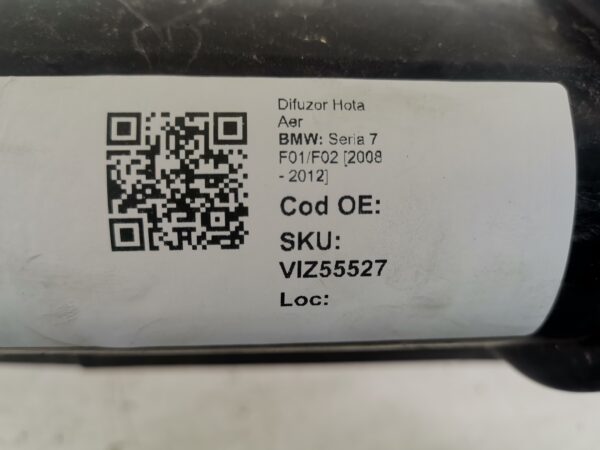 Difuzor Hota
Aer
BMW: Seria 7
F01/F02 [2008
- 2012]
Cod OE:
SKU:
VIZ55527
Loc: